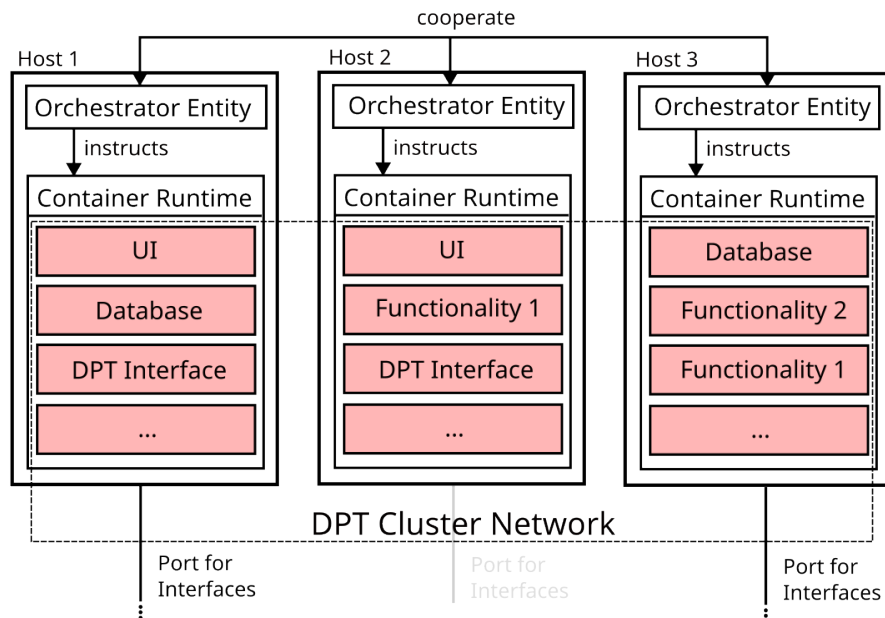 cooperate
Host 1
Host 2
Host 3
Orchestrator Entity
Orchestrator Entity
Orchestrator Entity
instructs
instructs
instructs
Container Runtime
Container Runtime
Container Runtime
UI
UI
Database
Database
Functionality 1
Functionality 2
DPT Interface
DPT Interface
Functionality 1
...
...
...
DPT Cluster Network
Port for
Interfaces
Port for
Interfaces
Port for
Interfaces